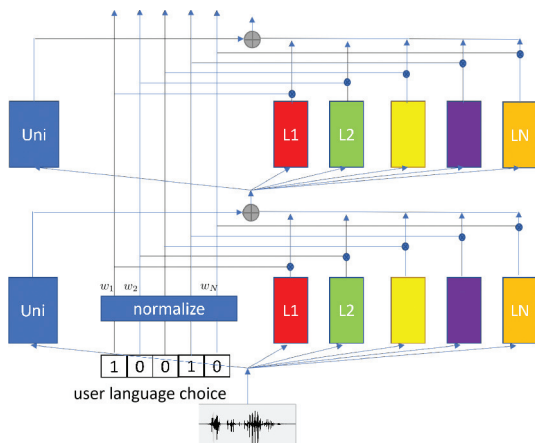 Uni L1 L2 LN
w1 w2 wN
Uni normalize L1 L2 LN
1 0 0 1 0
user language choice